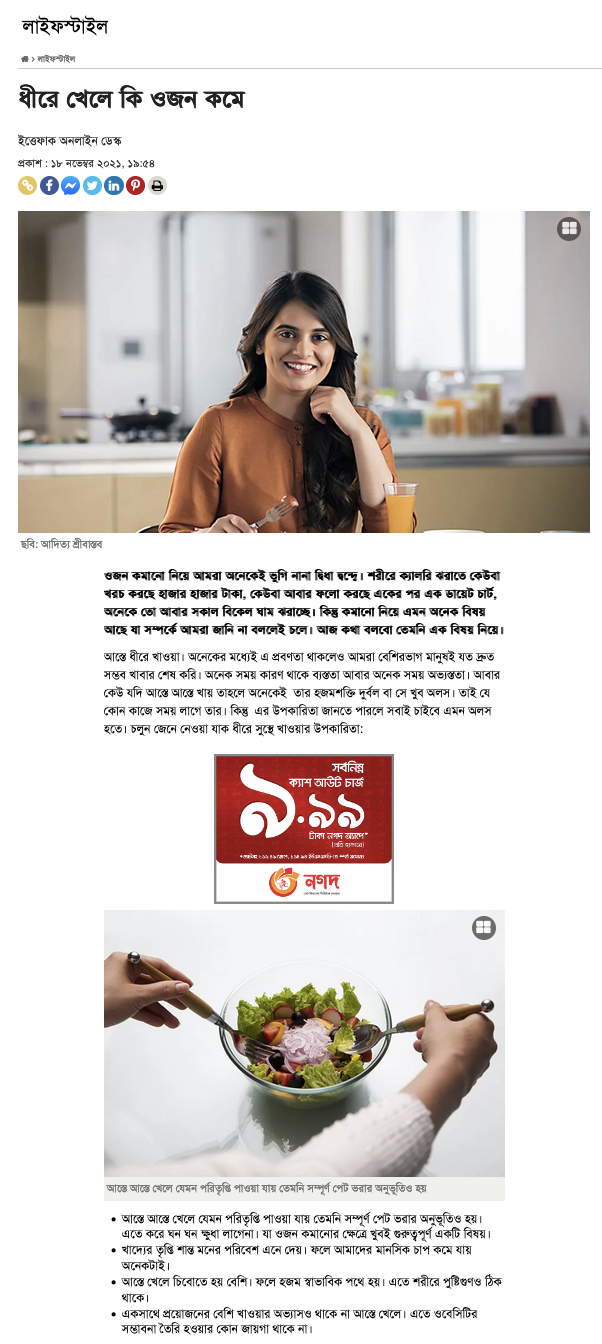 লাইফস্টাইল
› লাইফস্টাইল
ধীরে খেলে কি ওজন কমে
ইত্তেফাক অনলাইন ডেস্ক
প্রকাশ : ১৮ নভেম্বর ২০২১, ১৯:৫৪
ছবি: আদিত্য শ্রীবাস্তব
ওজন কমানো নিয়ে আমরা অনেকেই ভুগি নানা দ্বিধা দ্বন্দ্বে। শরীরে ক্যালরি ঝরাতে কেউবা
খরচ করছে হাজার হাজার টাকা, কেউবা আবার ফলো করছে একের পর এক ডায়েট চার্ট,
অনেকে তো আবার সকাল বিকেল ঘাম ঝরাচ্ছে। কিন্তু কমানো নিয়ে এমন অনেক বিষয়
আছে যা সম্পর্কে আমরা জানি না বললেই চলে। আজ কথা বলবো তেমনি এক বিষয় নিয়ে।
আস্তে ধীরে খাওয়া। অনেকের মধ্যেই এ প্রবণতা থাকলেও আমরা বেশিরভাগ মানুষই যত দ্রুত
সম্ভব খাবার শেষ করি। অনেক সময় কারণ থাকে ব্যস্ততা আবার অনেক সময় অভ্যস্ততা। আবার
কেউ যদি আস্তে আস্তে খায় তাহলে অনেকেই তার হজমশক্তি দুর্বল বা সে খুব অলস। তাই যে
কোন কাজে সময় লাগে তার। কিন্তু এর উপকারিতা জানতে পারলে সবাই চাইবে এমন অলস
হতে। চলুন জেনে নেওয়া যাক ধীরে সুস্থে খাওয়ার উপকারিতা:
সর্বনিম্ন
ক্যাশ আউট চার্জ
৯.৯৯
টাকা নগদ অ্যাপে*
(প্রতি হাজারে)
নগদ
আস্তে আস্তে খেলে যেমন পরিতৃপ্তি পাওয়া যায় তেমনি সম্পূর্ণ পেট ভরার অনুভূতিও হয়
• আস্তে আস্তে খেলে যেমন পরিতৃপ্তি পাওয়া যায় তেমনি সম্পূর্ণ পেট ভরার অনুভূতিও হয়।
এতে করে ঘন ঘন ক্ষুধা লাগেনা। যা ওজন কমানোর ক্ষেত্রে খুবই গুরুত্বপূর্ণ একটি বিষয়।
• খাদ্যের তৃপ্তি শান্ত মনের পরিবেশ এনে দেয়। ফলে আমাদের মানসিক চাপ কমে যায়
অনেকটাই।
• আস্তে খেলে চিবোতে হয় বেশি। ফলে হজম স্বাভাবিক পথে হয়। এতে শরীরে পুষ্টিগুণও ঠিক
থাকে।
• একসাথে প্রয়োজনের বেশি খাওয়ার অভ্যাসও থাকে না আস্তে খেলে। এতে ওবেসিটির
সম্ভাবনা তৈরি হওয়ার কোন জায়গা থাকে না।